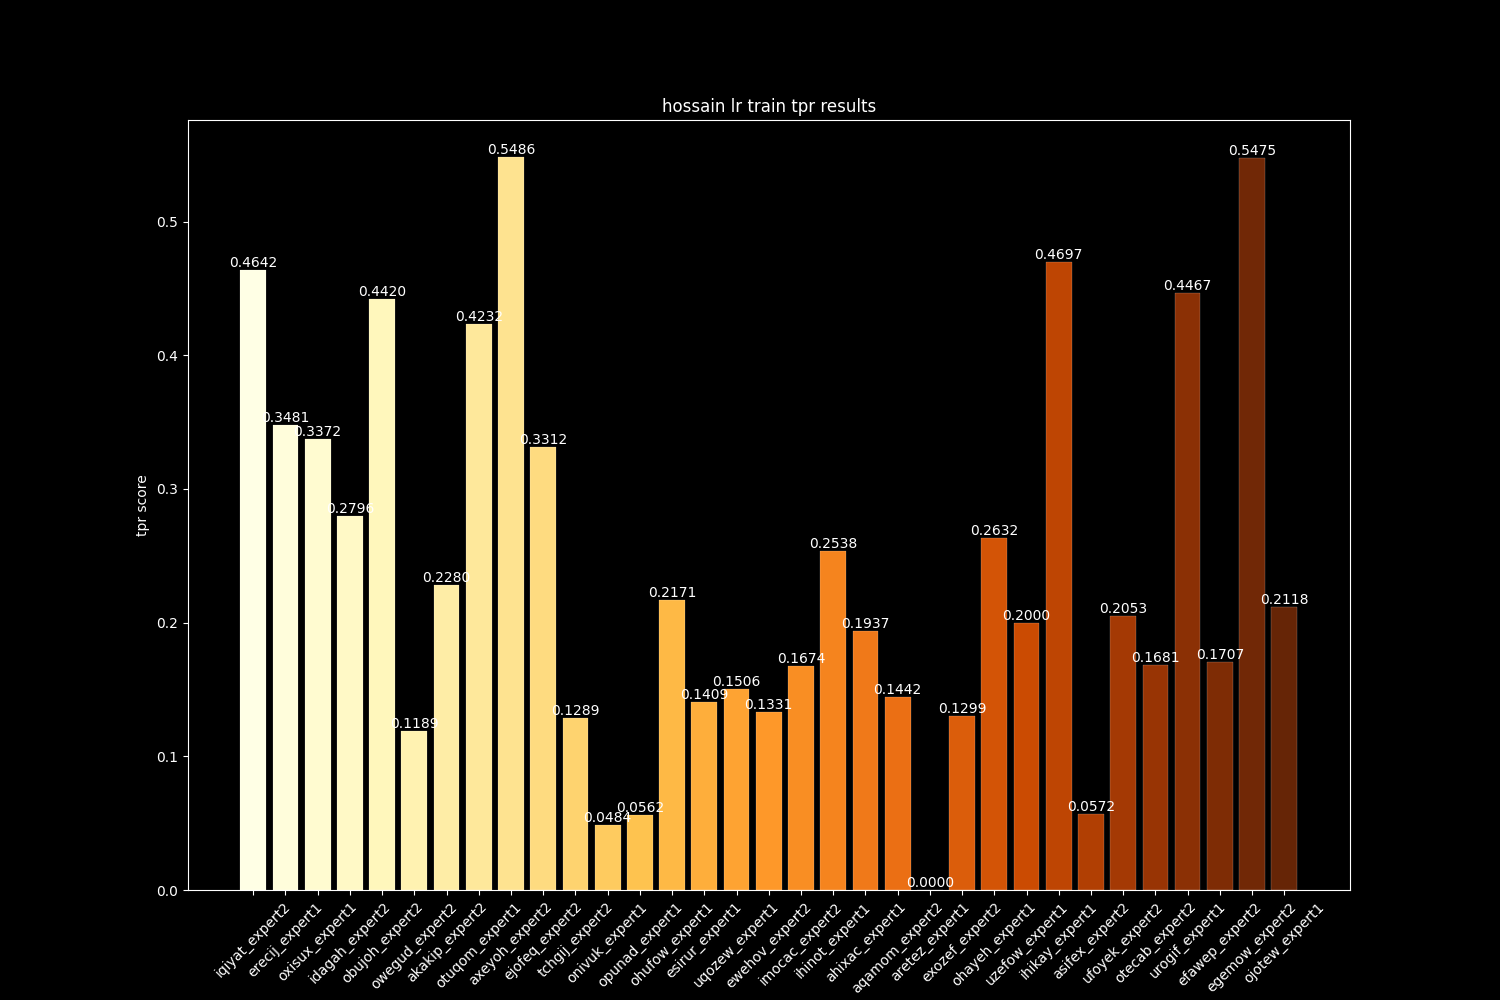 hossain lr train tpr results
tpr score
0.5
0.4
0.3
0.2
0.1
0.0
0.4642
0.3481
0.3372
0.2796
0.4420
0.1189
0.2280
0.4232
0.5486
0.3312
0.1289
0.0484
0.0562
0.2171
0.1409
0.1506
0.1331
0.1674
0.2538
0.1937
0.1442
0.0000
0.1299
0.2632
0.2000
0.4697
0.0572
0.2053
0.1681
0.4467
0.1707
0.5475
0.2118
iqjyat_expert2
erecij_expert1
oxisux_expert1
idagah_expert2
obujoh_expert2
owegud_expert2
akakip_expert2
otuqom_expert1
axeyoh_expert2
ejofeq_expert2
tchgjj_expert2
onivuk_expert1
opunad_expert1
ohufow_expert1
esirur_expert1
uqozew_expert1
ewehov_expert2
imocac_expert2
ihinot_expert1
ahixac_expert1
aqamom_expert2
aretez_expert1
exozef_expert2
ohayeh_expert1
uzefow_expert1
ihikay_expert1
asifex_expert2
ufoyek_expert2
otecab_expert2
urogif_expert1
efawep_expert2
egemow_expert2
ojotew_expert1